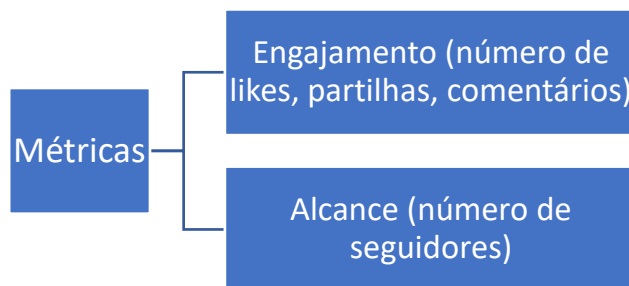 Métricas
Engajamento (número de
likes, partilhas, comentários)
Alcance (número de
seguidores)